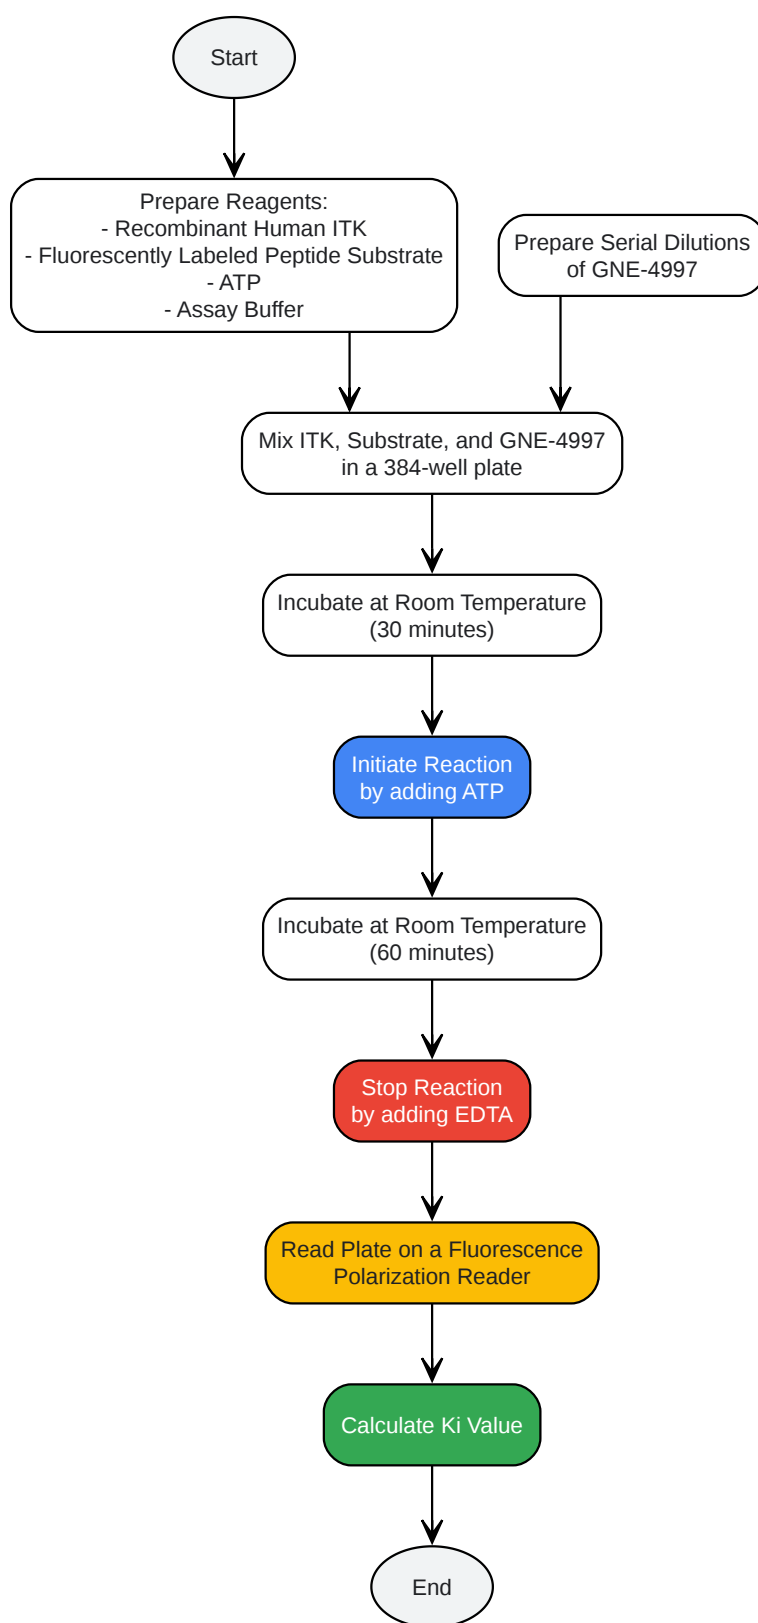 Start
Prepare Reagents:
- Recombinant Human ITK
- Fluorescently Labeled Peptide Substrate
- ATP
- Assay Buffer
Prepare Serial Dilutions
of GNE-4997
Mix ITK, Substrate, and GNE-4997
in a 384-well plate
Incubate at Room Temperature
(30 minutes)
Initiate Reaction
by adding ATP
Incubate at Room Temperature
(60 minutes)
Stop Reaction
by adding EDTA
Read Plate on a Fluorescence
Polarization Reader
Calculate Ki Value
End